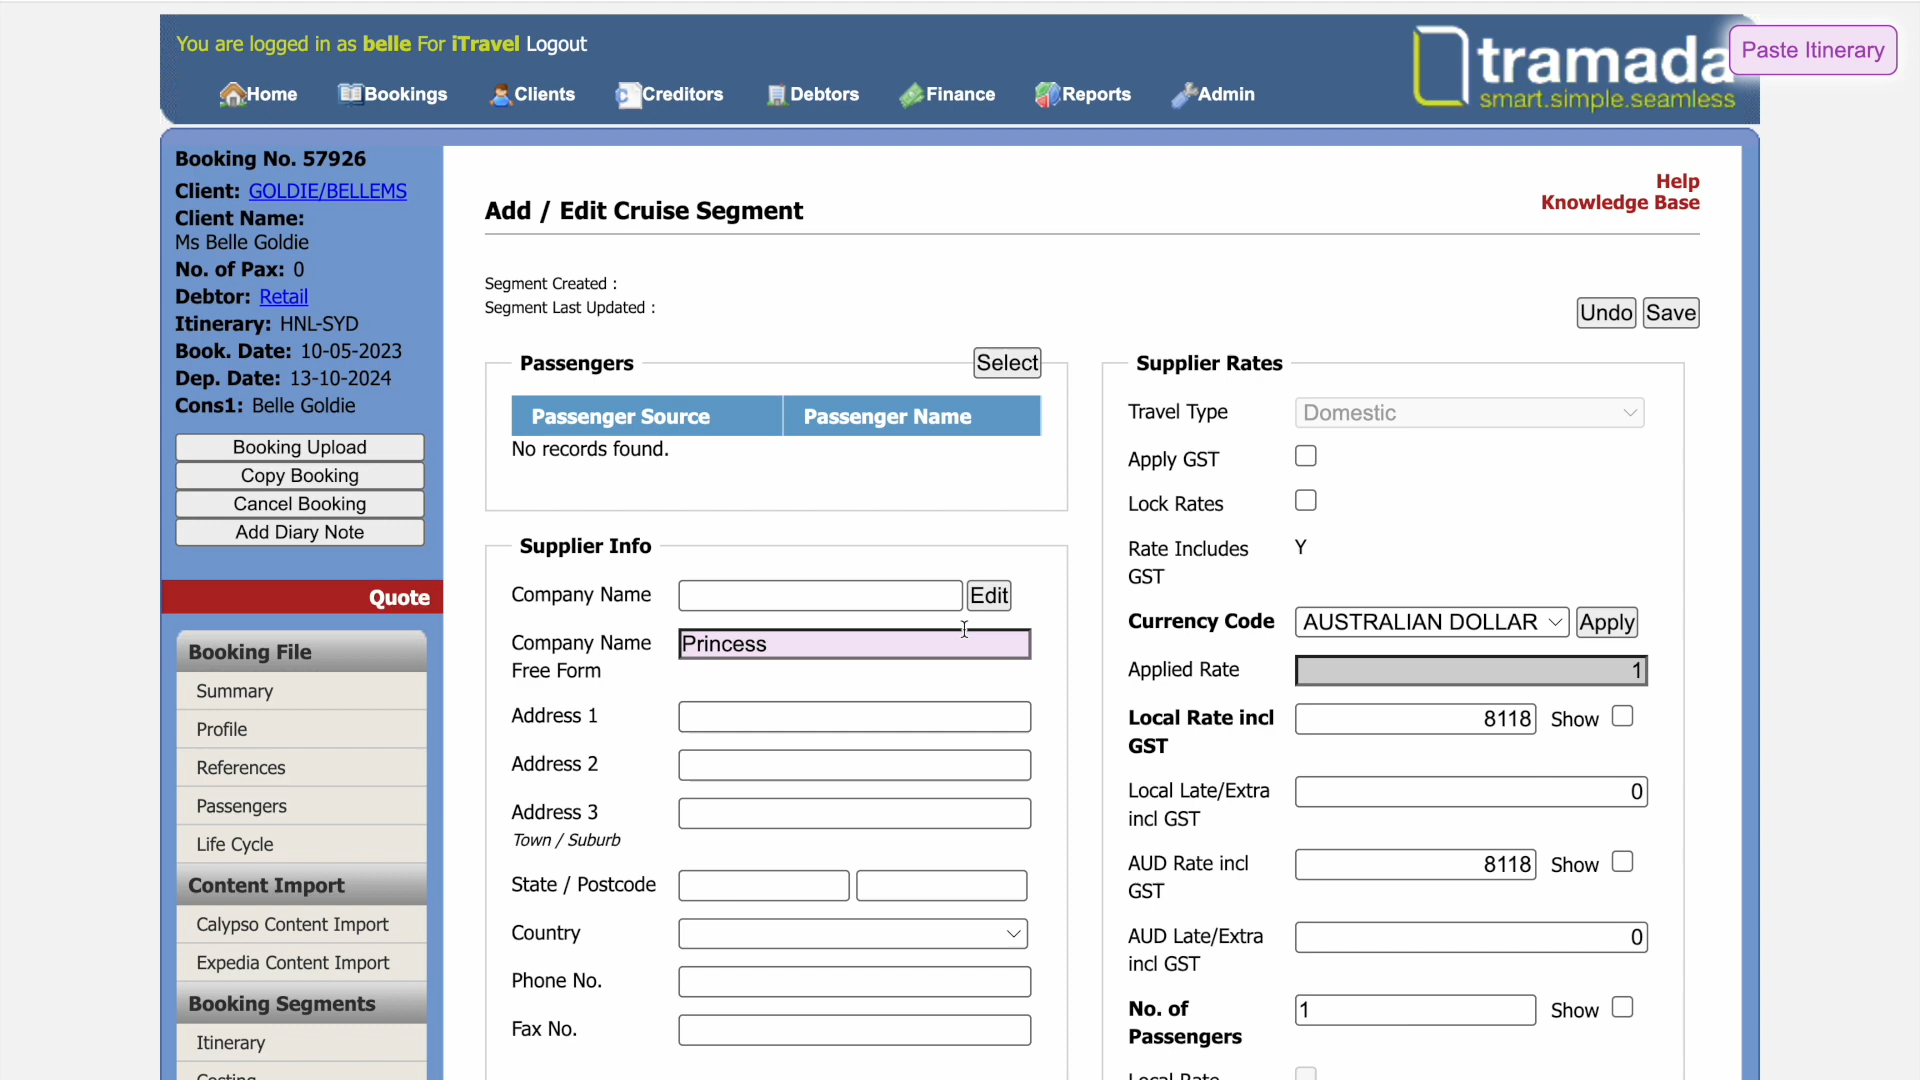 You are logged in as belle For iTravel Logout
Home Bookings Clients Creditors Debtors Finance Reports Admin
tramada
smart.simple.seamless
Paste Itinerary
Booking No. 57926
Client: GOLDIE/BELLEMS
Client Name:
Ms Belle Goldie
No. of Pax: 0
Debtor: Retail
Itinerary: HNL-SYD
Book. Date: 10-05-2023
Dep. Date: 13-10-2024
Cons1: Belle Goldie
Booking Upload
Copy Booking
Cancel Booking
Add Diary Note
Quote
Booking File
Summary
Profile
References
Passengers
Life Cycle
Content Import
Calypso Content Import
Expedia Content Import
Booking Segments
Itinerary
Costing
Help
Knowledge Base
Add / Edit Cruise Segment
Segment Created :
Segment Last Updated :
Undo Save
Passengers Select
Passenger Source Passenger Name
No records found.
Supplier Info
Company Name Edit
Company Name
Free Form
Princess
Address 1
Address 2
Address 3
Town / Suburb
State / Postcode
Country
Phone No.
Fax No.
Supplier Rates
Travel Type Domestic
Apply GST
Lock Rates
Rate Includes
GST
Y
Currency Code AUSTRALIAN DOLLAR Apply
Applied Rate 1
Local Rate incl
GST
8118 Show
Local Late/Extra
incl GST
0
AUD Rate incl
GST
8118 Show
AUD Late/Extra
incl GST
0
No. of
Passengers
1 Show
Local Rate